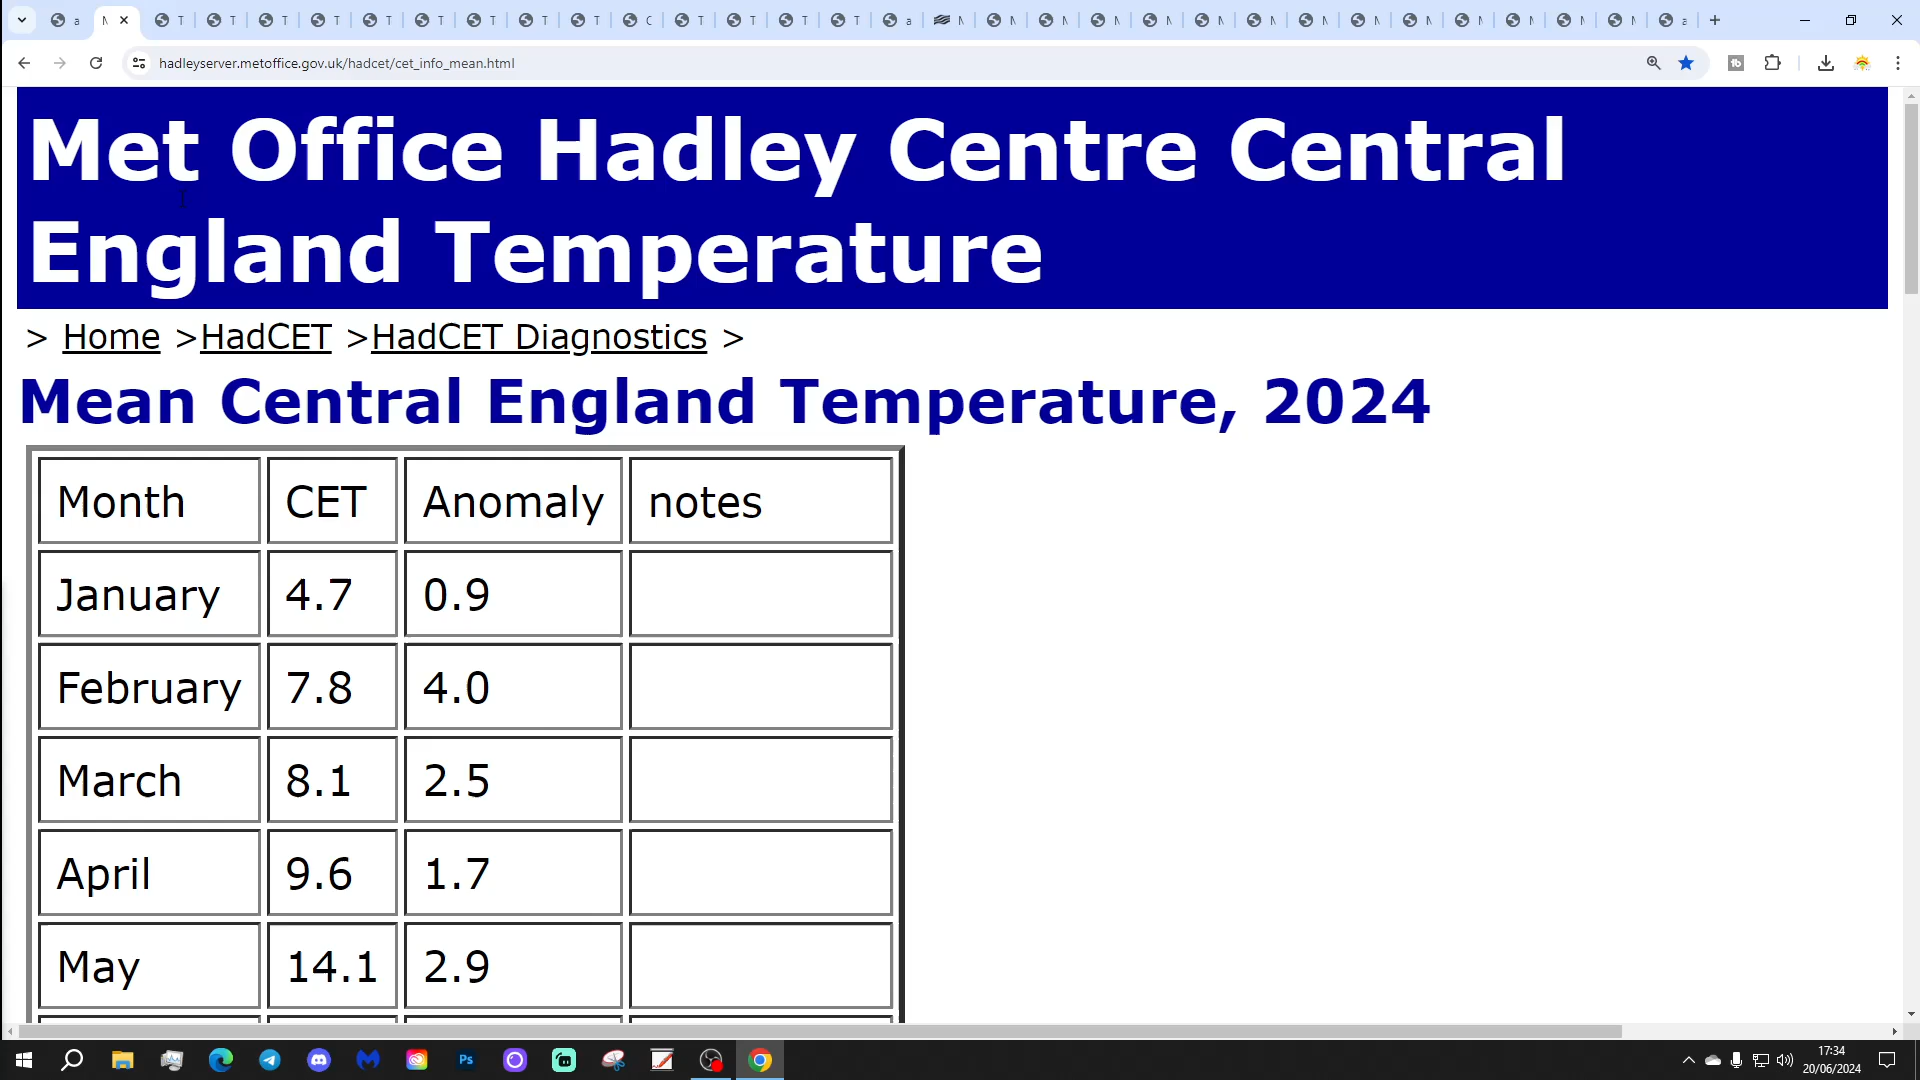 hadleyserver.metoffice.gov.uk/hadcet/cet_info_mean.html
Met Office Hadley Centre Central
England Temperature
> Home >HadCET >HadCET Diagnostics >
Mean Central England Temperature, 2024
Month CET Anomaly notes
January 4.7 0.9
February 7.8 4.0
March 8.1 2.5
April 9.6 1.7
May 14.1 2.9
Ps
17:34
20/06/2024